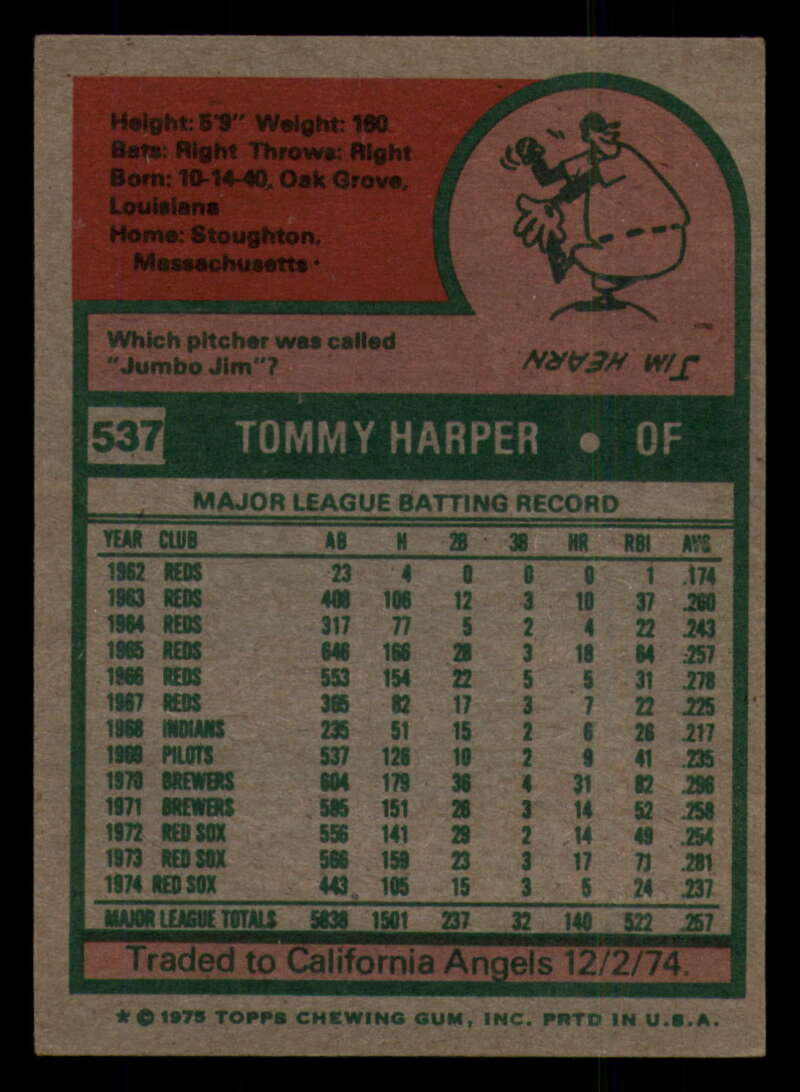 Height: 5'9" Weight: 160
Bats: Right Throws: Right
Born: 10-14-40, Oak Grove,
Louisiana
Home: Stoughton,
Massachusetts
Which pitcher was called
"Jumbo Jim"?
JIM HEARN
537 TOMMY HARPER • OF
MAJOR LEAGUE BATTING RECORD
YEAR CLUB AB H 2B 3B HR RBI AVG
1962 REDS 23 4 0 0 0 1 .174
1963 REDS 408 106 12 3 10 37 .260
1964 REDS 317 77 5 2 4 22 .243
1965 REDS 646 166 28 3 18 64 .257
1966 REDS 553 154 22 5 5 31 .278
1967 REDS 365 82 17 3 7 22 .225
1968 INDIANS 235 51 15 2 6 26 .217
1969 PILOTS 537 126 10 2 9 41 .235
1970 BREWERS 604 179 36 4 31 82 .296
1971 BREWERS 585 151 26 3 14 52 .258
1972 RED SOX 556 141 29 2 14 49 .254
1973 RED SOX 566 159 23 3 17 71 .281
1974 RED SOX 443 105 15 3 5 24 .237
MAJOR LEAGUE TOTALS 5838 1501 237 32 140 522 .257
Traded to California Angels 12/2/74.
* © 1975 TOPPS CHEWING GUM, INC. PRTD IN U.S.A.